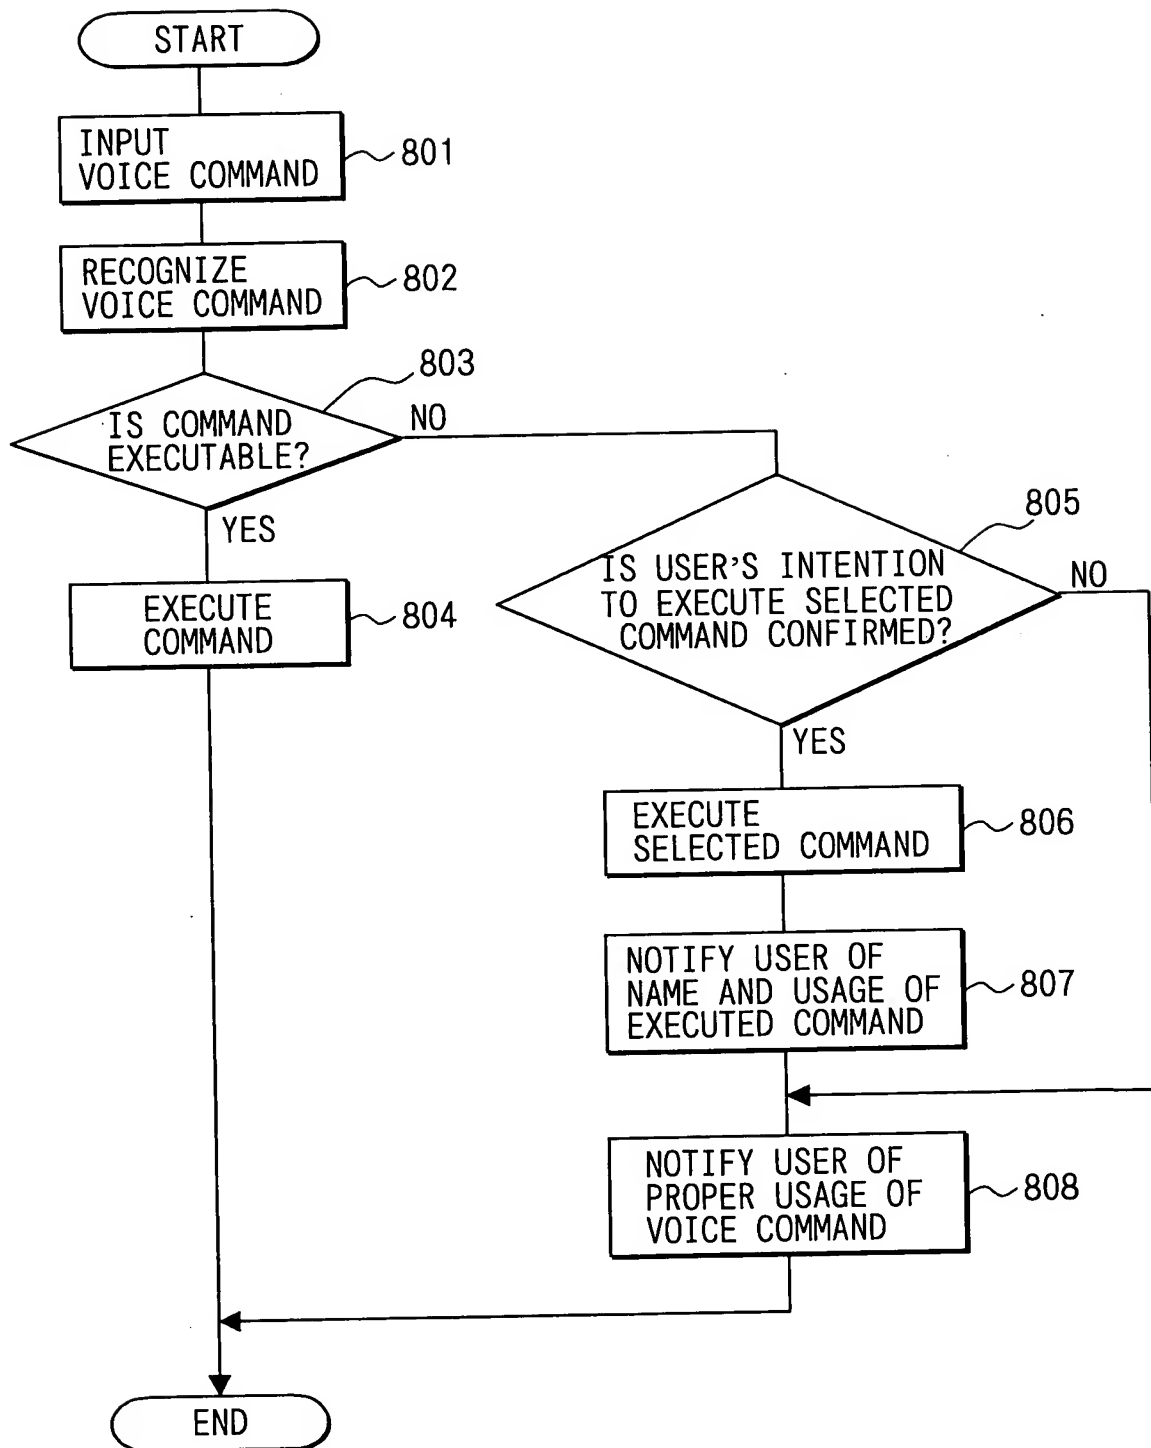 START
INPUT
VOICE COMMAND
801
RECOGNIZE
VOICE COMMAND
802
803
IS COMMAND
EXECUTABLE?
NO
YES
EXECUTE
COMMAND
804
805
IS USER'S INTENTION
TO EXECUTE SELECTED
COMMAND CONFIRMED?
NO
YES
EXECUTE
SELECTED COMMAND
806
NOTIFY USER OF
NAME AND USAGE OF
EXECUTED COMMAND
807
NOTIFY USER OF
PROPER USAGE OF
VOICE COMMAND
808
END